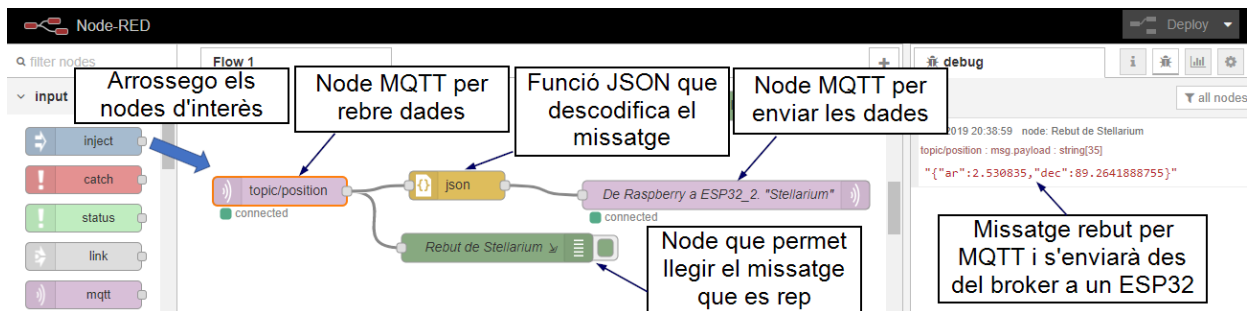 Node-RED
Deploy
filter nodes
Flow 1
+
debug
i
all nodes
input
Arrossego els
nodes d'interès
Node MQTT per
rebre dades
Funció JSON que
descodifica el
missatge
Node MQTT per
enviar les dades
inject
catch
status
link
mqtt
topic/position
connected
json
De Raspberry a ESP32_2. "Stellarium"
connected
Rebut de Stellarium
Node que permet
llegir el missatge
que es rep
2019 20:38:59 node: Rebut de Stellarium
topic/position : msg.payload : string[35]
"{"ar":2.530835,"dec":89.2641888755}"
Missatge rebut per
MQTT i s'enviarà des
del broker a un ESP32